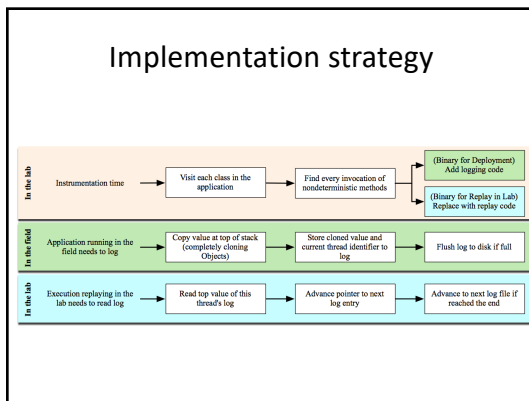 Implementation strategy
In the lab
Instrumentation time
Visit each class in the
application
Find every invocation of
nondeterministic methods
(Binary for Deployment)
Add logging code
(Binary for Replay in Lab)
Replace with replay code
In the field
Application running in the
field needs to log
Copy value at top of stack
(completely cloning
Objects)
Store cloned value and
current thread identifier to
log
Flush log to disk if full
In the lab
Execution replaying in the
lab needs to read log
Read top value of this
thread's log
Advance pointer to next
log entry
Advance to next log file if
reached the end